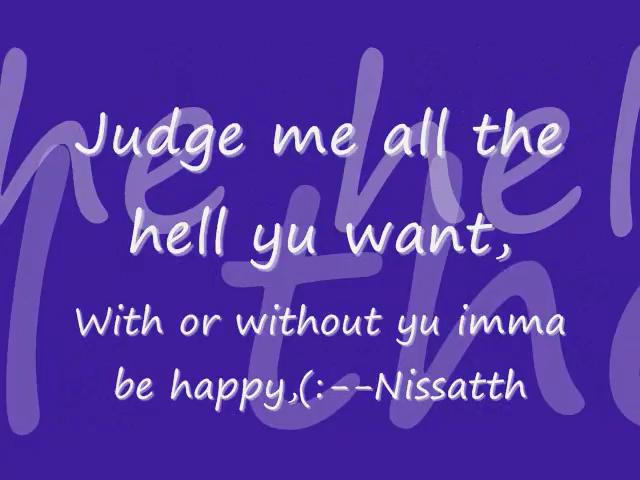 Judge me all the
hell yu want,
With or without yu imma
be happy,(:--Nissatth